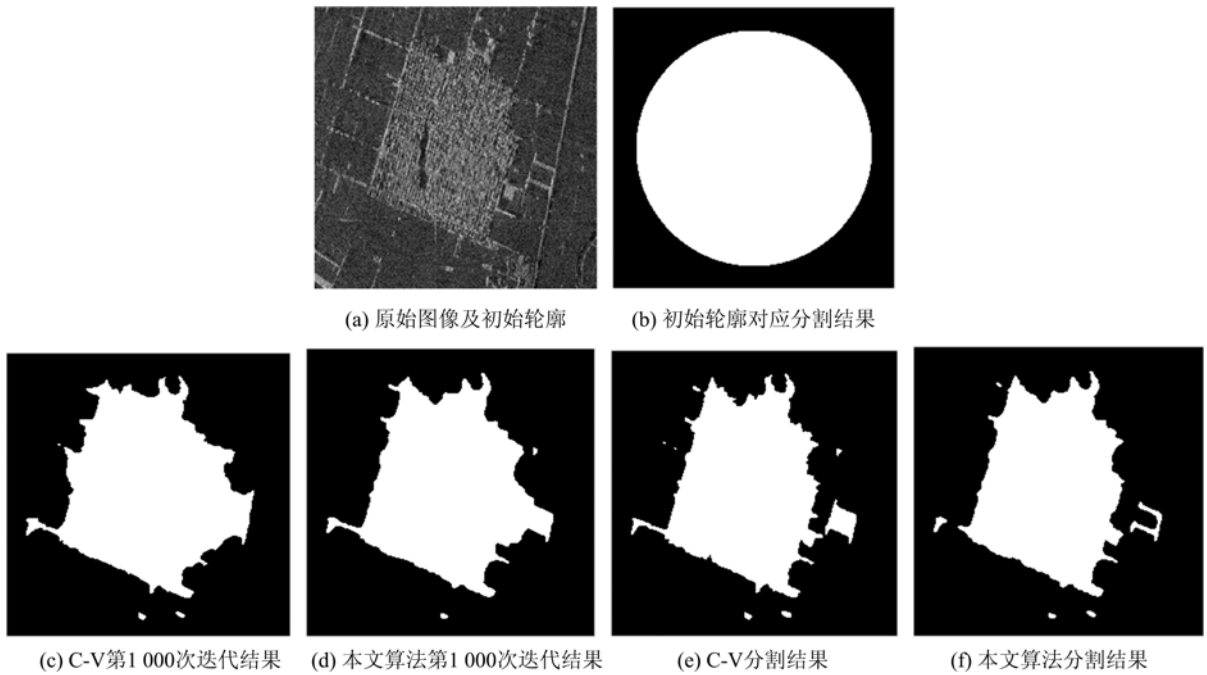 (a) 原始图像及初始轮廓
(b) 初始轮廓对应分割结果
(c) C-V第1 000次迭代结果
(d) 本文算法第1 000次迭代结果
(e) C-V分割结果
(f) 本文算法分割结果